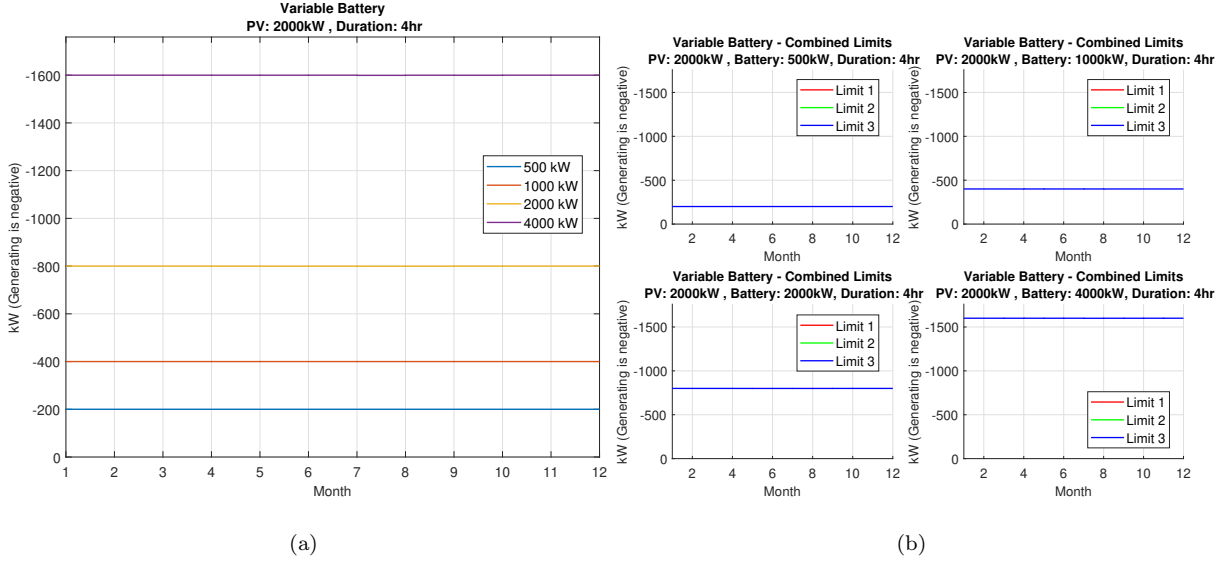 Variable Battery
PV: 2000kW , Duration: 4hr
-1600
-1400
-1200
-1000
-800
-600
-400
-200
0
kW (Generating is negative)
500 kW
1000 kW
2000 kW
4000 kW
1 2 3 4 5 6 7 8 9 10 11 12
Month
(a)
Variable Battery - Combined Limits
PV: 2000kW , Battery: 500kW, Duration: 4hr
-1500
-1000
-500
0
kW (Generating is negative)
Limit 1
Limit 2
Limit 3
2 4 6 8 10 12
Month
Variable Battery - Combined Limits
PV: 2000kW , Battery: 1000kW, Duration: 4hr
-1500
-1000
-500
0
kW (Generating is negative)
Limit 1
Limit 2
Limit 3
2 4 6 8 10 12
Month
Variable Battery - Combined Limits
PV: 2000kW , Battery: 2000kW, Duration: 4hr
-1500
-1000
-500
0
kW (Generating is negative)
Limit 1
Limit 2
Limit 3
2 4 6 8 10 12
Month
Variable Battery - Combined Limits
PV: 2000kW , Battery: 4000kW, Duration: 4hr
-1500
-1000
-500
0
kW (Generating is negative)
Limit 1
Limit 2
Limit 3
2 4 6 8 10 12
Month
(b)